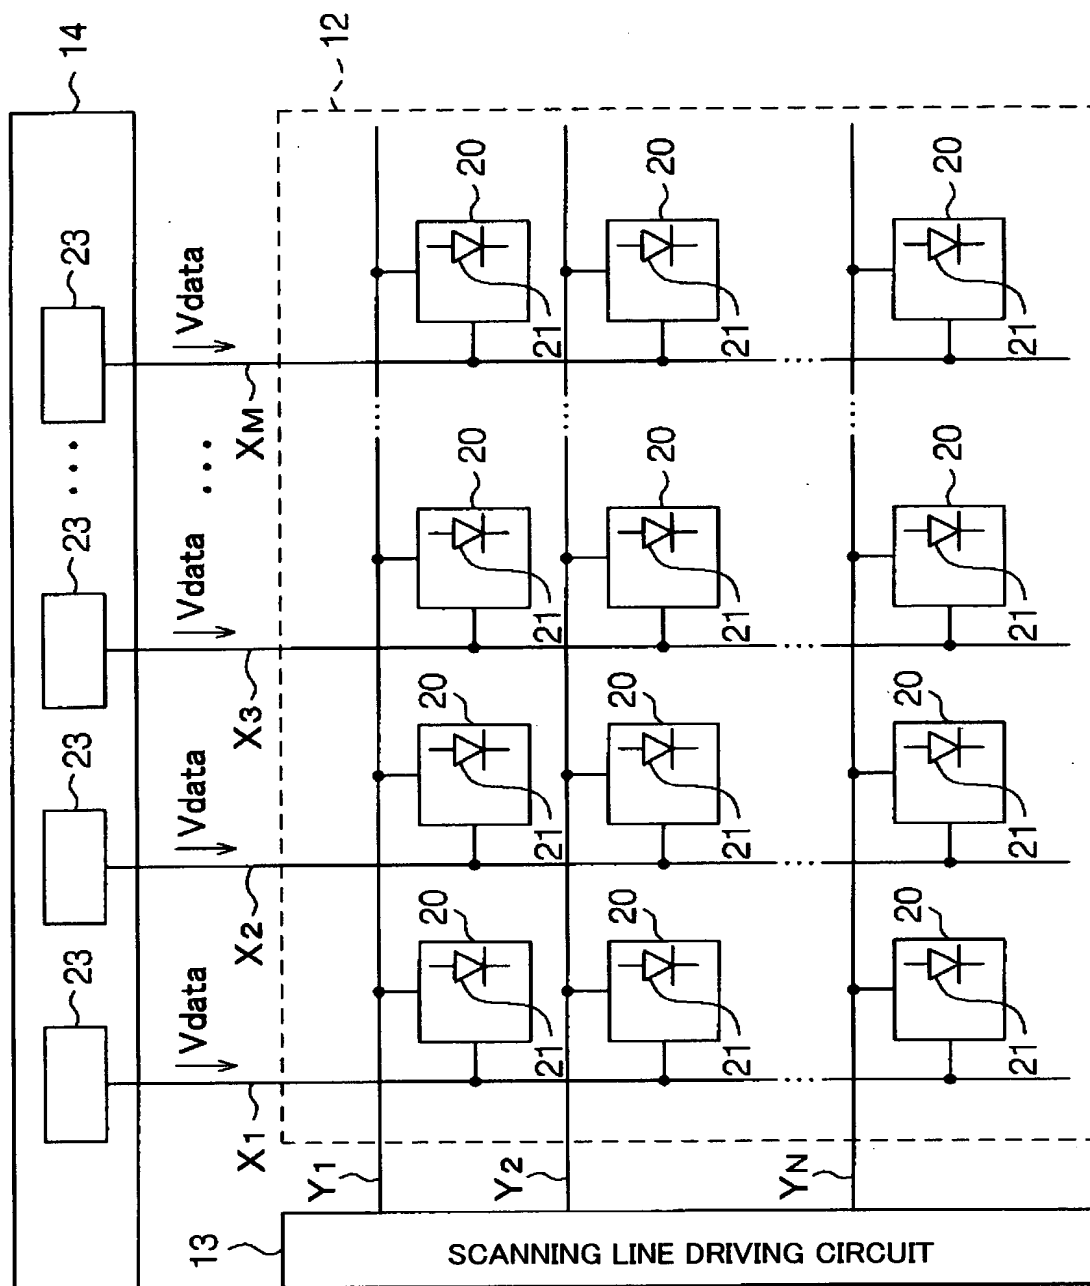 14
23 23 23 ... 23
Vdata Vdata Vdata Vdata
X1 X2 X3 ... XM
12
13
Y1
20 20 20 20
21 21 21 21
Y2
20 20 20 20
21 21 21 21
YN
20 20 20 20
21 21 21 21
SCANNING LINE DRIVING CIRCUIT